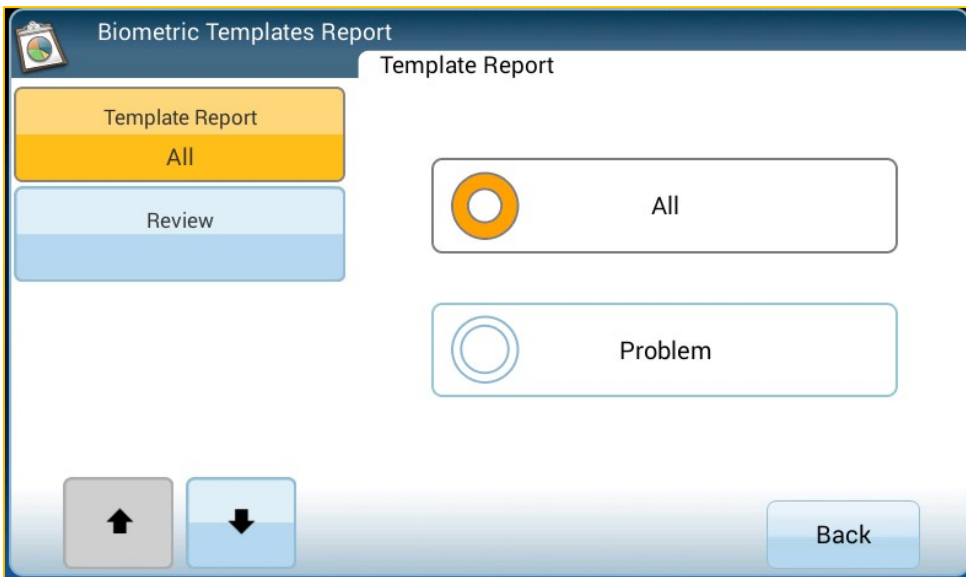 Biometric Templates Report
Template Report
Template Report
All
Review
All
Problem
Back